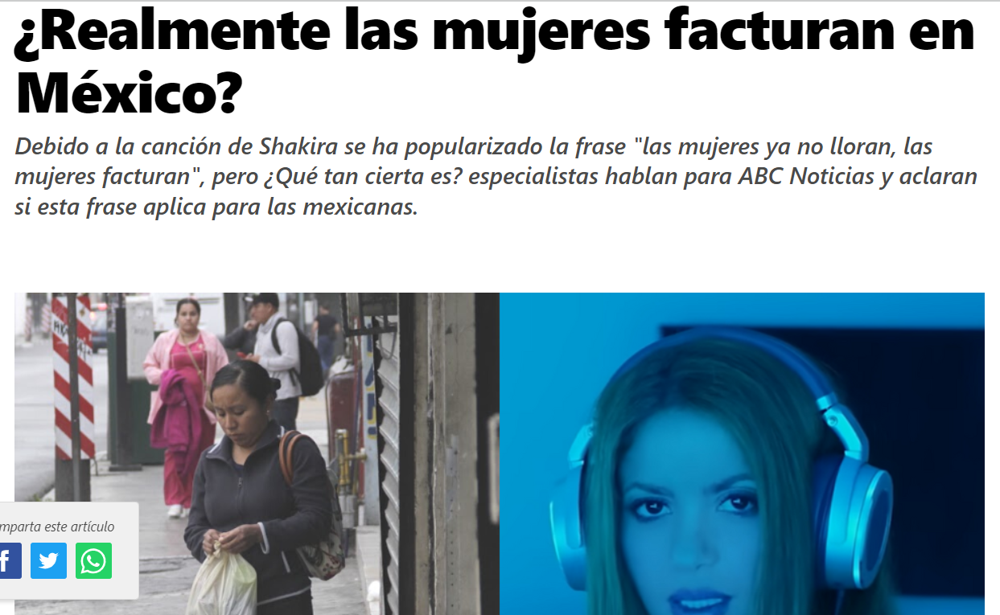 ¿Realmente las mujeres facturan en
México?
Debido a la canción de Shakira se ha popularizado la frase "las mujeres ya no lloran, las
mujeres facturan", pero ¿Qué tan cierta es? especialistas hablan para ABC Noticias y aclaran
si esta frase aplica para las mexicanas.
mparta este artículo